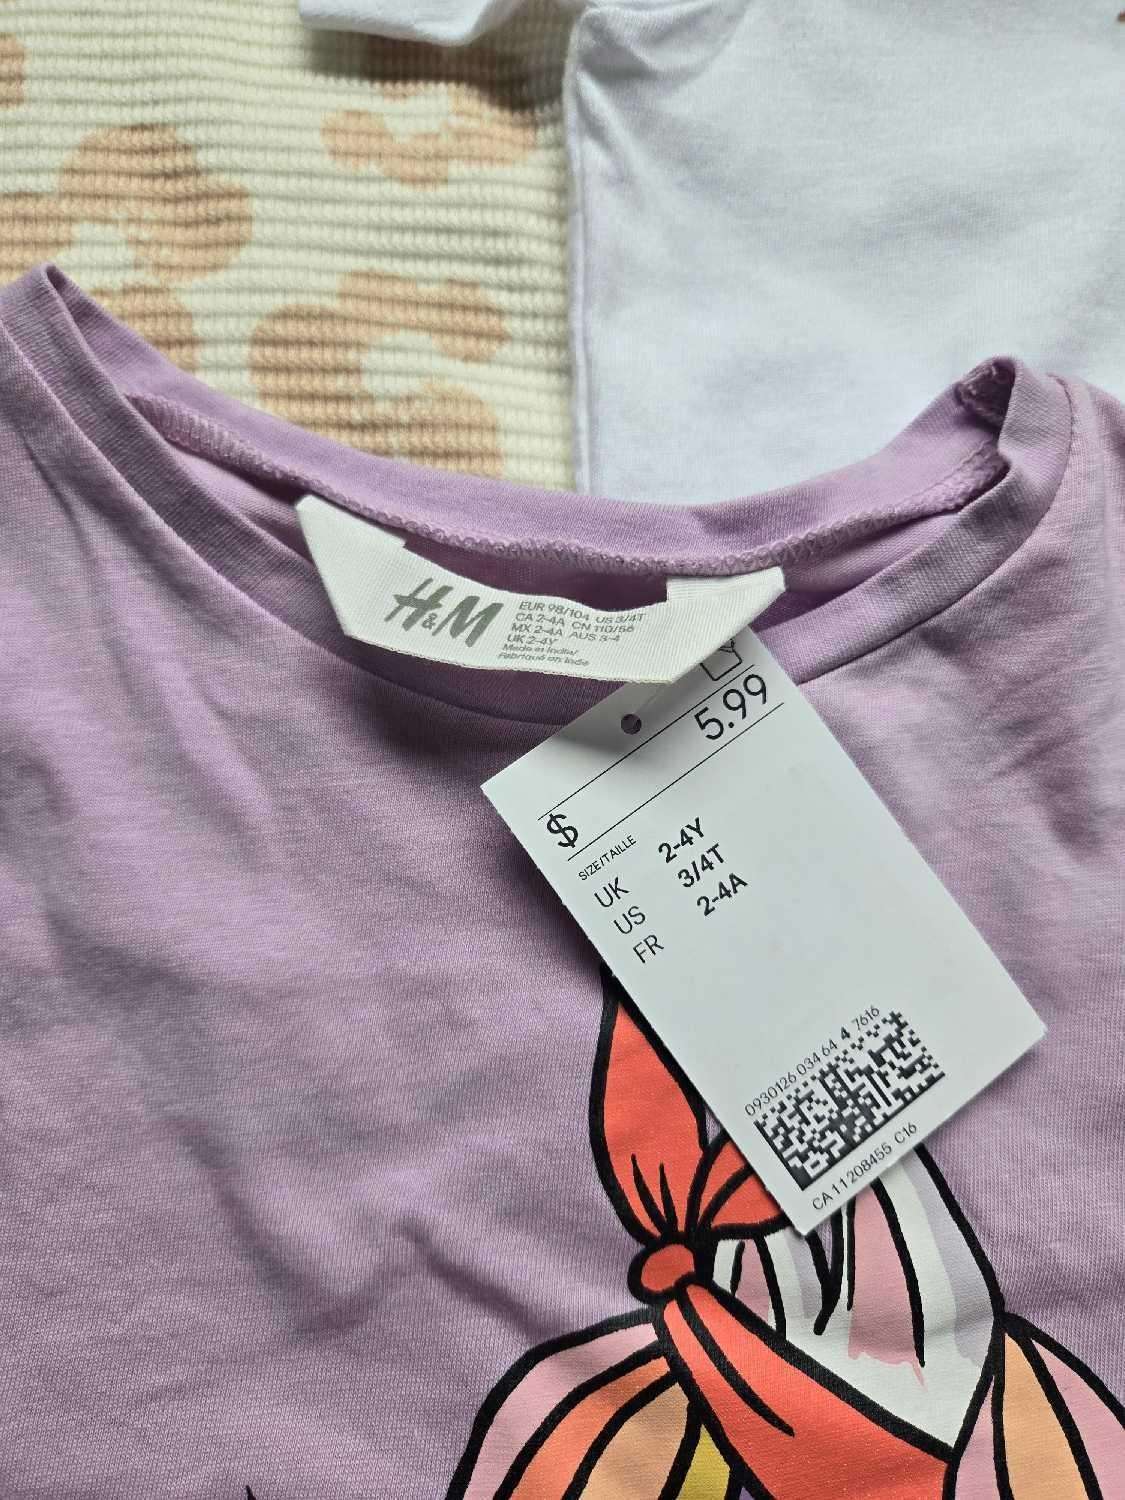 H&M
EUR 98/104 US 3/4T
CA 2-4A CN 110/56
MX 2-4A AUS 3-4
UK 2-4Y
Made in India/
Fabriqué en Inde
$ 5.99
SIZE/TAILLE
UK 2-4Y
US 3/4T
FR 2-4A
0930126 034 64 4 7616
CA 11208455 C16